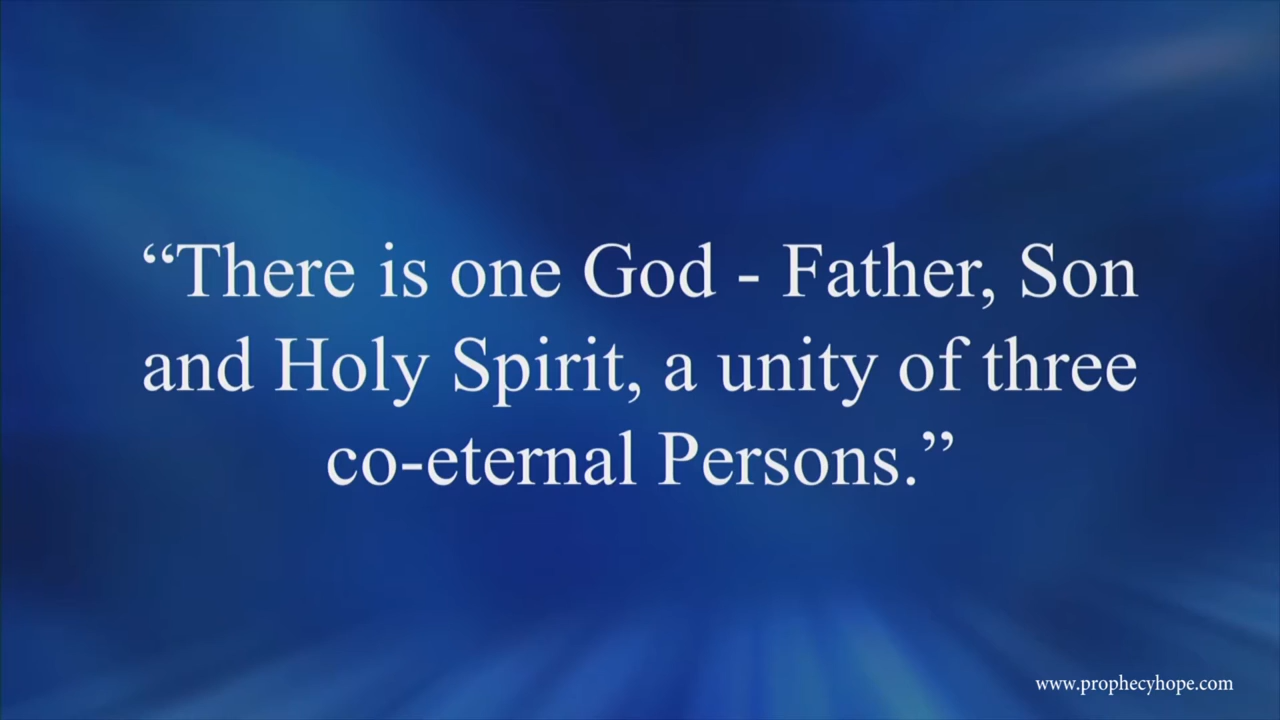 “There is one God - Father, Son
and Holy Spirit, a unity of three
co-eternal Persons.”
www.prophecyhope.com